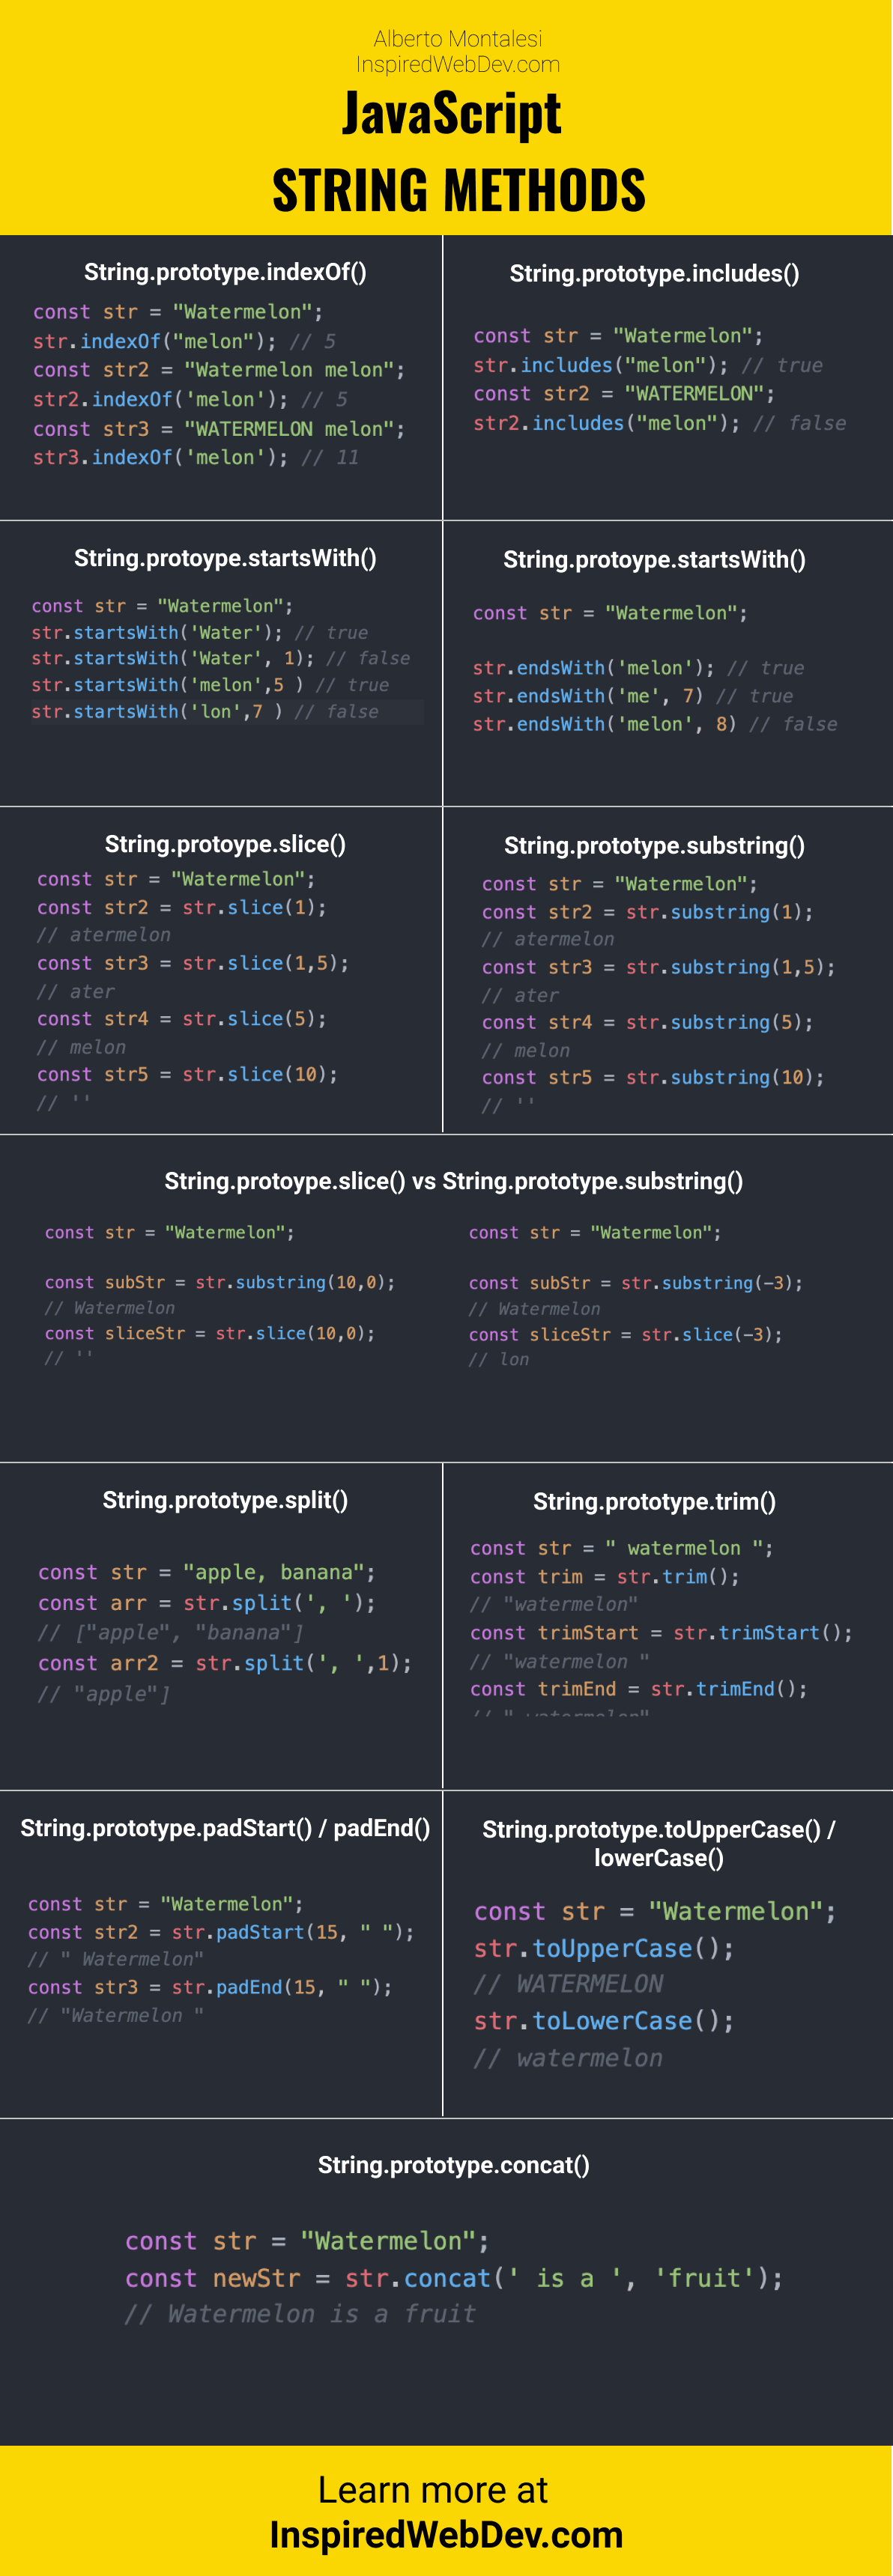 Alberto Montalesi
InspiredWebDev.com
JavaScript
STRING METHODS
String.prototype.indexOf()
const str = "Watermelon";
str.indexOf("melon"); // 5
const str2 = "Watermelon melon";
str2.indexOf('melon'); // 5
const str3 = "WATERMELON melon";
str3.indexOf('melon'); // 11
String.prototype.includes()
const str = "Watermelon";
str.includes("melon"); // true
const str2 = "WATERMELON";
str2.includes("melon"); // false
String.protoype.startsWith()
const str = "Watermelon";
str.startsWith('Water'); // true
str.startsWith('Water', 1); // false
str.startsWith('melon',5 ) // true
str.startsWith('lon',7 ) // false
String.protoype.startsWith()
const str = "Watermelon";
str.endsWith('melon'); // true
str.endsWith('me', 7) // true
str.endsWith('melon', 8) // false
String.protoype.slice()
const str = "Watermelon";
const str2 = str.slice(1);
// atermelon
const str3 = str.slice(1,5);
// ater
const str4 = str.slice(5);
// melon
const str5 = str.slice(10);
// ''
String.prototype.substring()
const str = "Watermelon";
const str2 = str.substring(1);
// atermelon
const str3 = str.substring(1,5);
// ater
const str4 = str.substring(5);
// melon
const str5 = str.substring(10);
// ''
String.protoype.slice() vs String.prototype.substring()
const str = "Watermelon";
const subStr = str.substring(10,0);
// Watermelon
const sliceStr = str.slice(10,0);
// ''
const str = "Watermelon";
const subStr = str.substring(-3);
// Watermelon
const sliceStr = str.slice(-3);
// lon
String.prototype.split()
const str = "apple, banana";
const arr = str.split(', ');
// ["apple", "banana"]
const arr2 = str.split(', ',1);
// "apple"]
String.prototype.trim()
const str = " watermelon ";
const trim = str.trim();
// "watermelon"
const trimStart = str.trimStart();
// "watermelon "
const trimEnd = str.trimEnd();
// " watermelon"
String.prototype.padStart() / padEnd()
const str = "Watermelon";
const str2 = str.padStart(15, " ");
// " Watermelon"
const str3 = str.padEnd(15, " ");
// "Watermelon "
String.prototype.toUpperCase() /
lowerCase()
const str = "Watermelon";
str.toUpperCase();
// WATERMELON
str.toLowerCase();
// watermelon
String.prototype.concat()
const str = "Watermelon";
const newStr = str.concat(' is a ', 'fruit');
// Watermelon is a fruit
Learn more at
InspiredWebDev.com